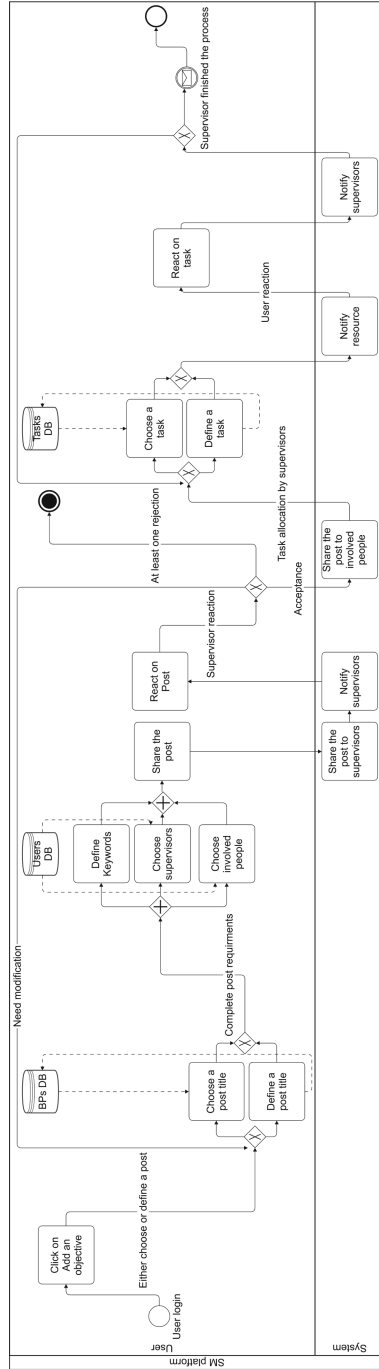 SM platform
User
System
User login
Click on
Add an
objective
Either choose or define a post
Need modification
BPs DB
Choose a
post title
Define a
post title
Complete post requirments
Users
DB
Define
Keywords
Choose
supervisors
Choose
involved
people
Share the
post
Share the
post to
supervisors
Notify
supervisors
React on
Post
Supervisor reaction
At least one rejection
Acceptance
Share the
post to
involved
people
Task allocation by supervisors
Tasks
DB
Choose a
task
Define a
task
Notify
resource
User reaction
React on
task
Notify
supervisors
Supervisor finished the process